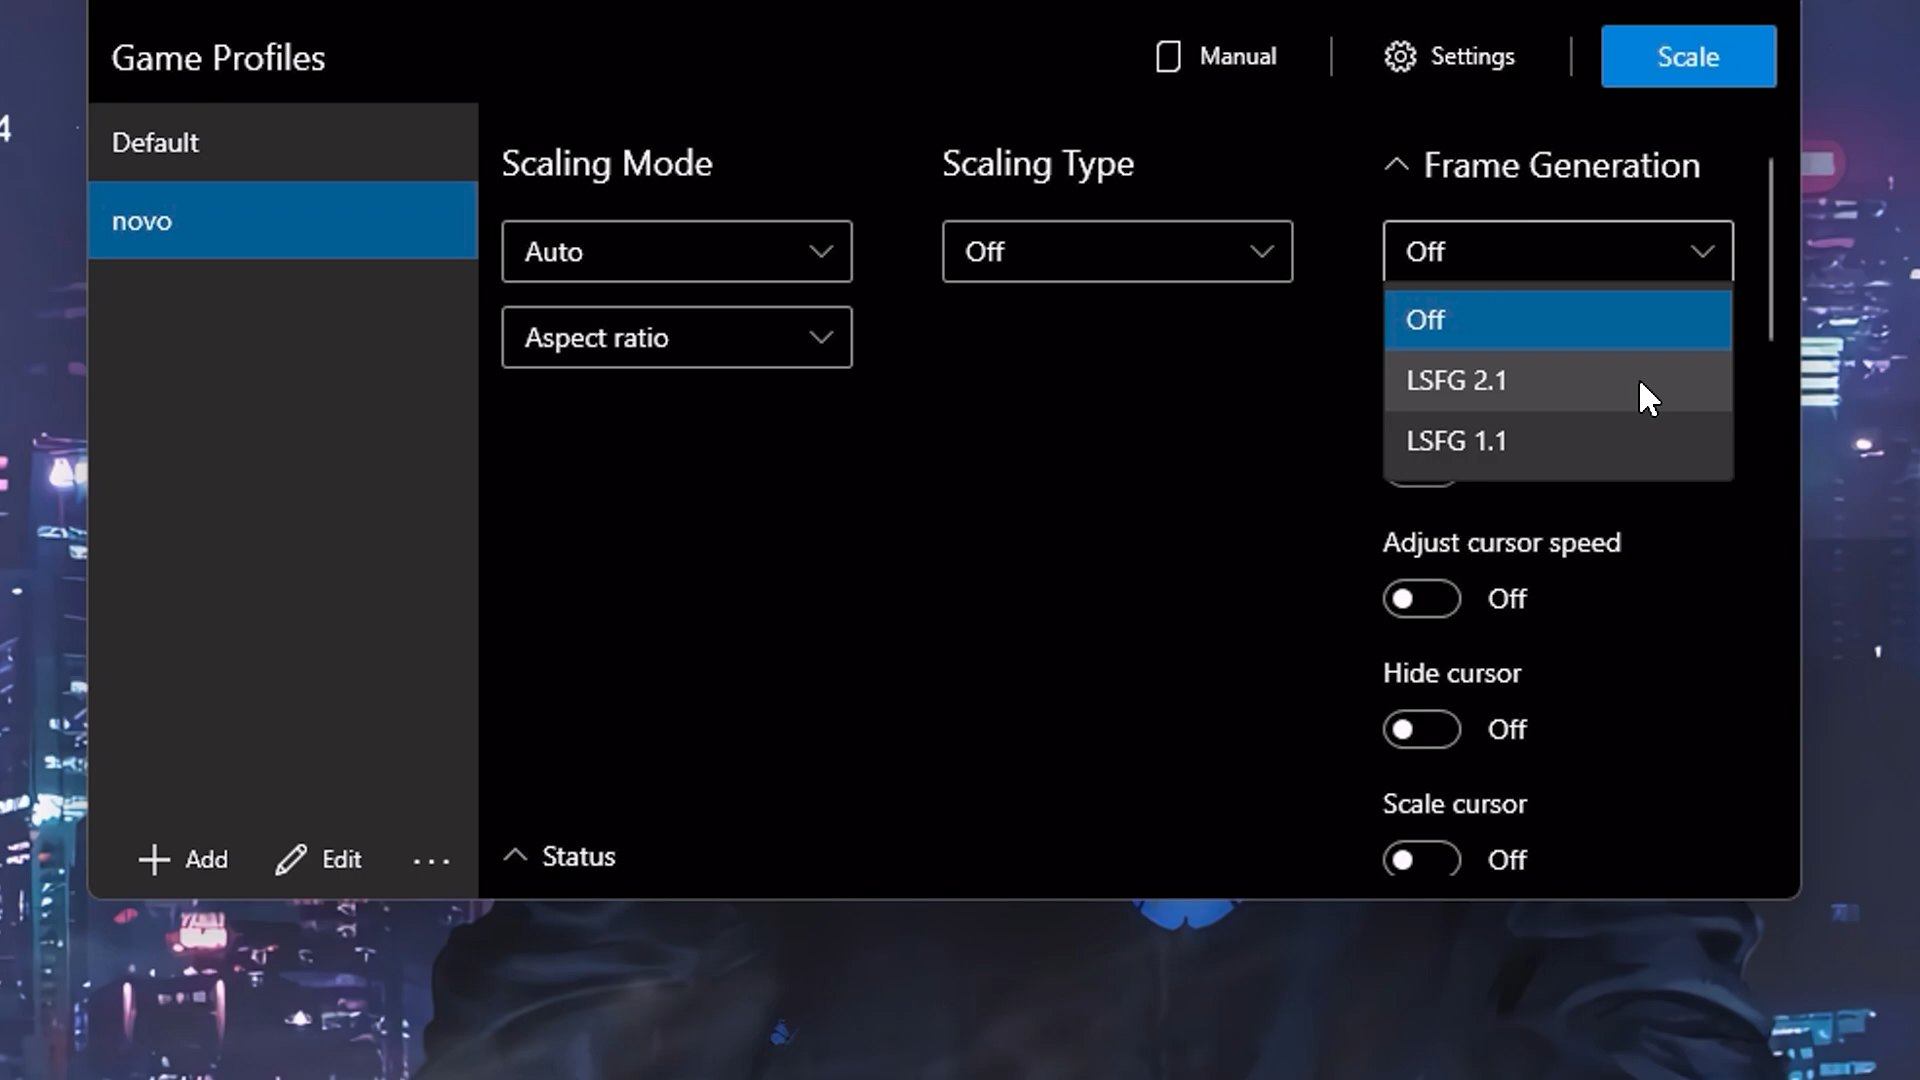 Game Profiles
Manual
Settings
Scale
4
Default
novo
Scaling Mode
Auto
Aspect ratio
Scaling Type
Off
Frame Generation
Off
Off
LSFG 2.1
LSFG 1.1
Adjust cursor speed
Off
Hide cursor
Off
Scale cursor
Off
Add
Edit
...
Status